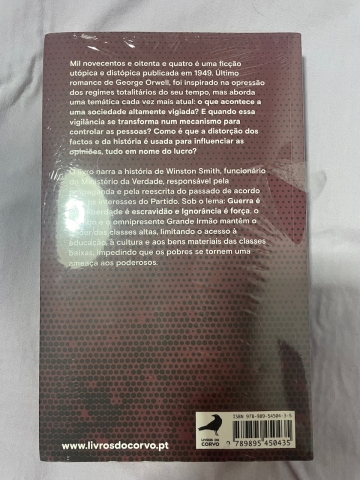 Mil novecentos e oitenta e quatro é uma ficção
utópica e distópica publicada em 1949. Último
romance de George Orwell, foi inspirado na opressão
dos regimes totalitários do seu tempo, mas aborda
uma temática cada vez mais atual: o que acontece a
uma sociedade altamente vigiada? E quando essa
vigilância se transforma num mecanismo para
controlar as pessoas? Como é que a distorção dos
factos e da história é usada para influenciar as
opiniões, tudo em nome do lucro?
O livro narra a história de Winston Smith, funcionário
do Ministério da Verdade, responsável pela
propaganda e pela reescrita do passado de acordo
interesses do Partido. Sob o lema: Guerra é
liberdade é escravidão e Ignorância é força, o
e o omnipresente Grande Irmão mantêm o
das classes altas, limitando o acesso à
educação, à cultura e aos bens materiais das classes
baixas, impedindo que os pobres se tornem uma
ameaça aos poderosos.
ISBN 978-989-54504-3-5
9 789895 450435
LIVROS DO
CORVO
www.livrosdocorvo.pt